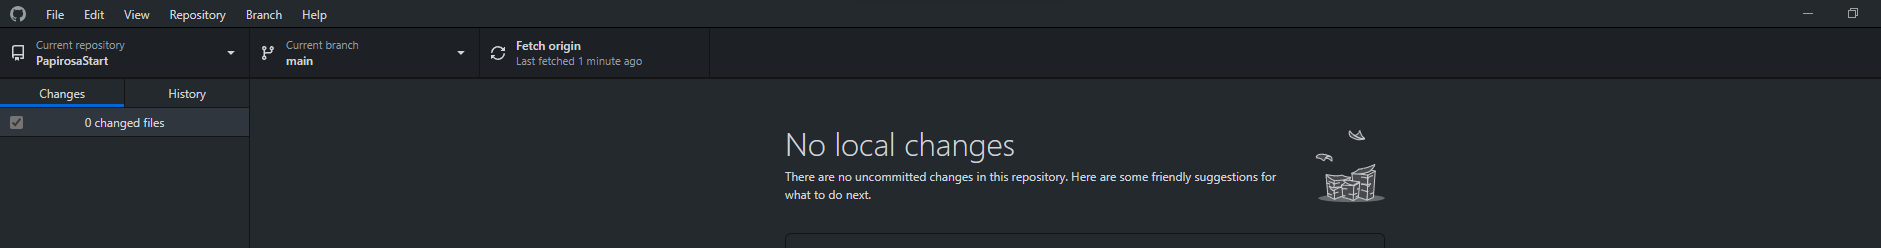 File Edit View Repository Branch Help
Current repository
PapirosaStart
Current branch
main
Fetch origin
Last fetched 1 minute ago
Changes History
0 changed files
No local changes
There are no uncommitted changes in this repository. Here are some friendly suggestions for
what to do next.